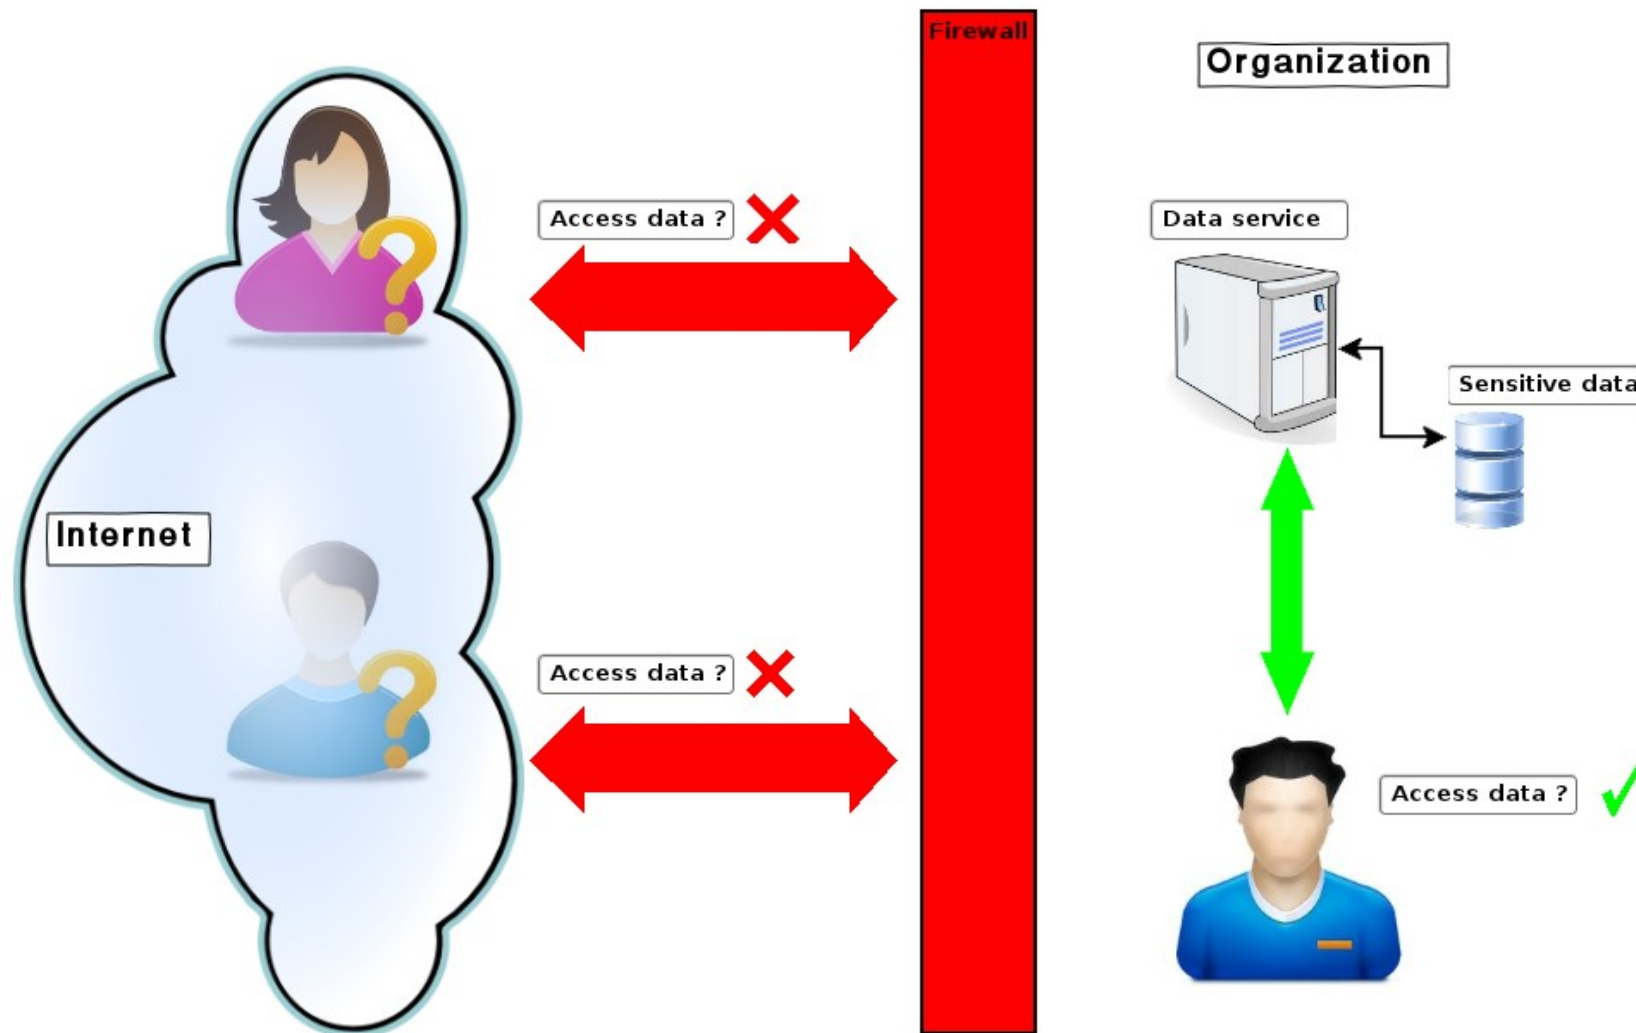 Firewall
Organization
Access data ?
Data service
Sensitive data
Internet
Access data ?
Access data ?